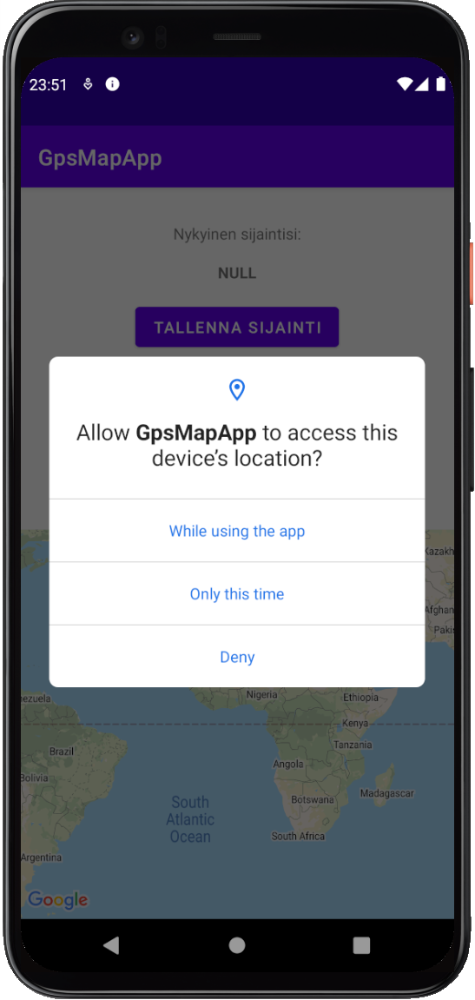 23:51
GpsMapApp
Nykyinen sijaintisi:
NULL
TALLENNA SIJAINTI
Allow GpsMapApp to access this
device's location?
While using the app
Only this time
Deny
Kazakh
Afghan
Pakis
ezuela
Nigeria
Ethiopia
Kenya
Brazil
Tanzania
Angola
Bolivia
Botswana
Madagascar
South
Atlantic
Ocean
South Africa
Argentina
Google